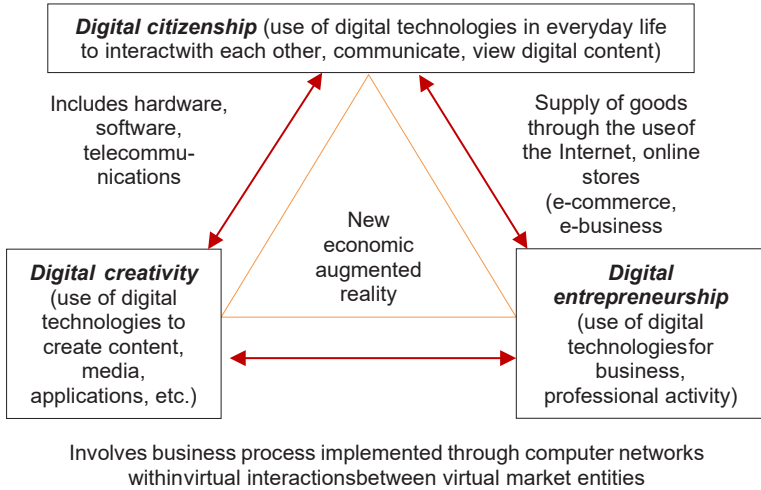 Digital citizenship (use of digital technologies in everyday life
to interactwith each other, communicate, view digital content)
Includes hardware,
software,
telecommu-
nications
Supply of goods
through the useof
the Internet, online
stores
(e-commerce,
e-business
New
economic
augmented
reality
Digital creativity
(use of digital
technologies to
create content,
media,
applications, etc.)
Digital
entrepreneurship
(use of digital
technologiesfor
business,
professional activity)
Involves business process implemented through computer networks
withinvirtual interactionsbetween virtual market entities